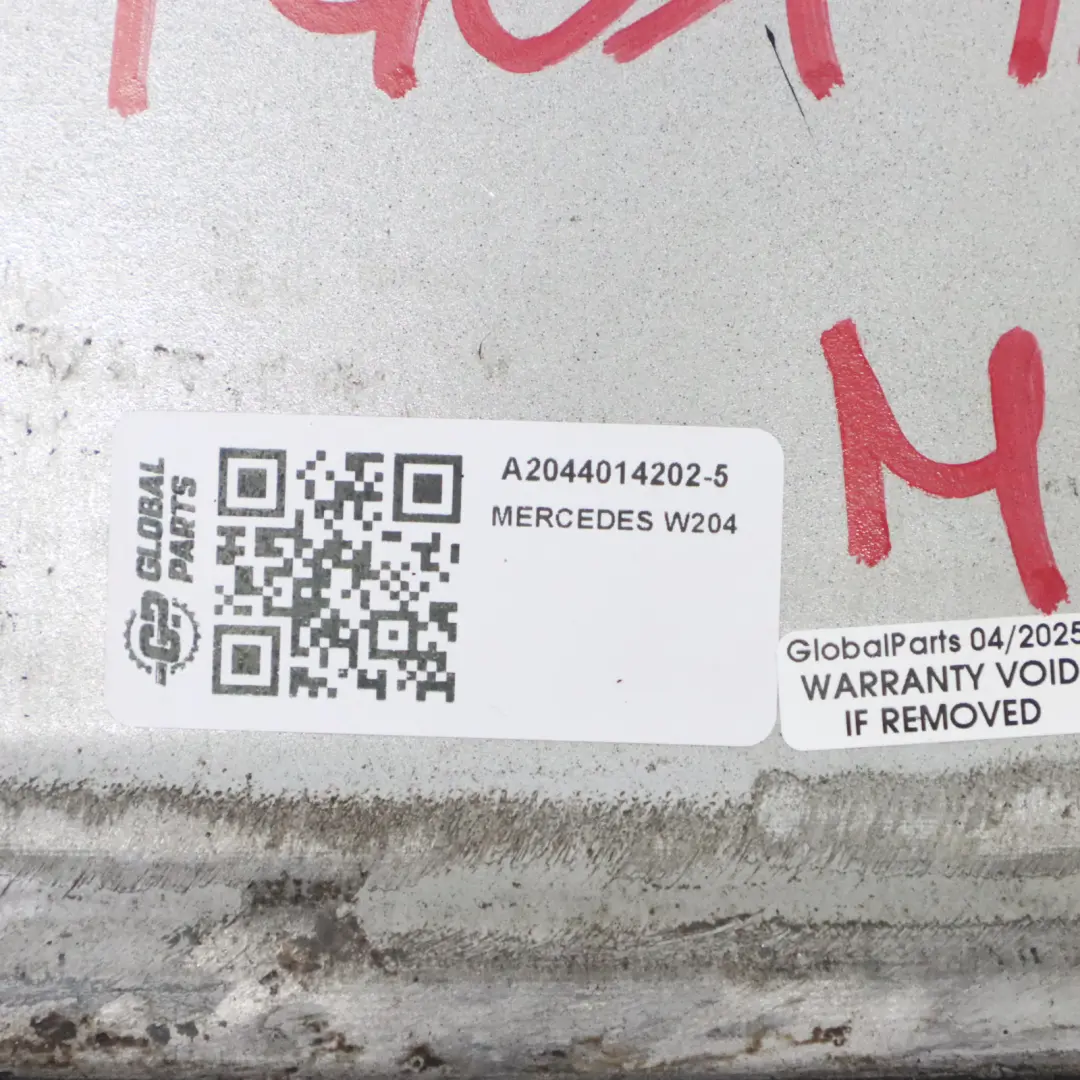 GLOBAL
PARTS
A2044014202-5
MERCEDES W204
GlobalParts 04/2025
WARRANTY VOID
IF REMOVED